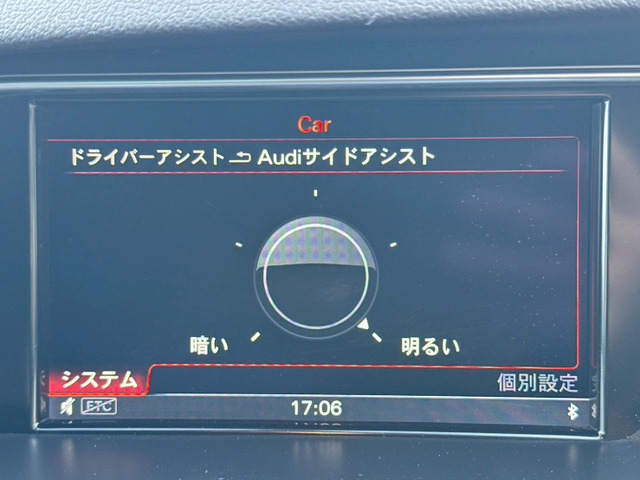 Car
ドライバーアシスト Audiサイドアシスト
暗い 明るい
システム 個別設定
ETC 17:06